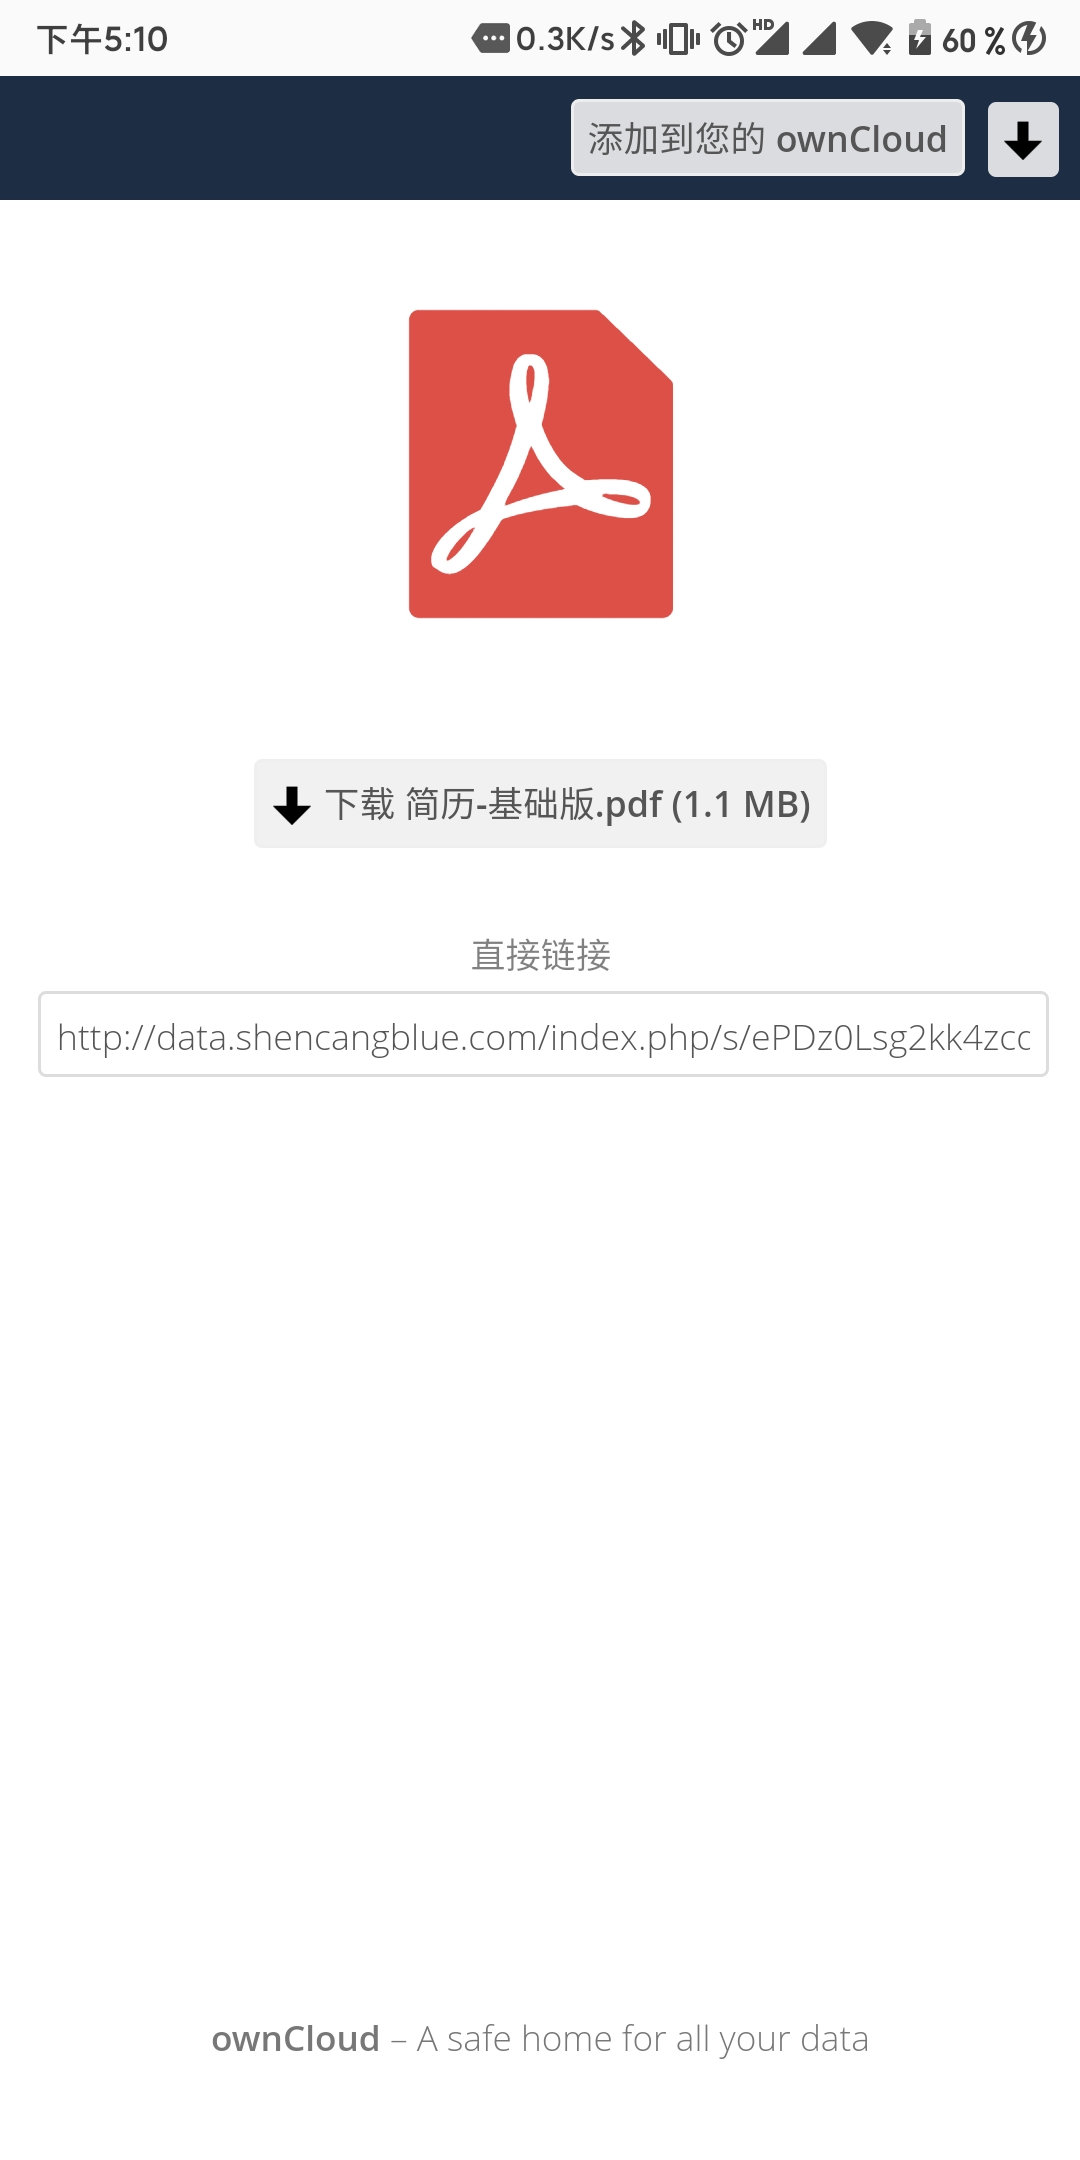 下午5:10
0.3K/s HD 60 %
添加到您的 ownCloud
下载 简历-基础版.pdf (1.1 MB)
直接链接
http://data.shencangblue.com/index.php/s/ePDz0Lsg2kk4zcc
ownCloud – A safe home for all your data